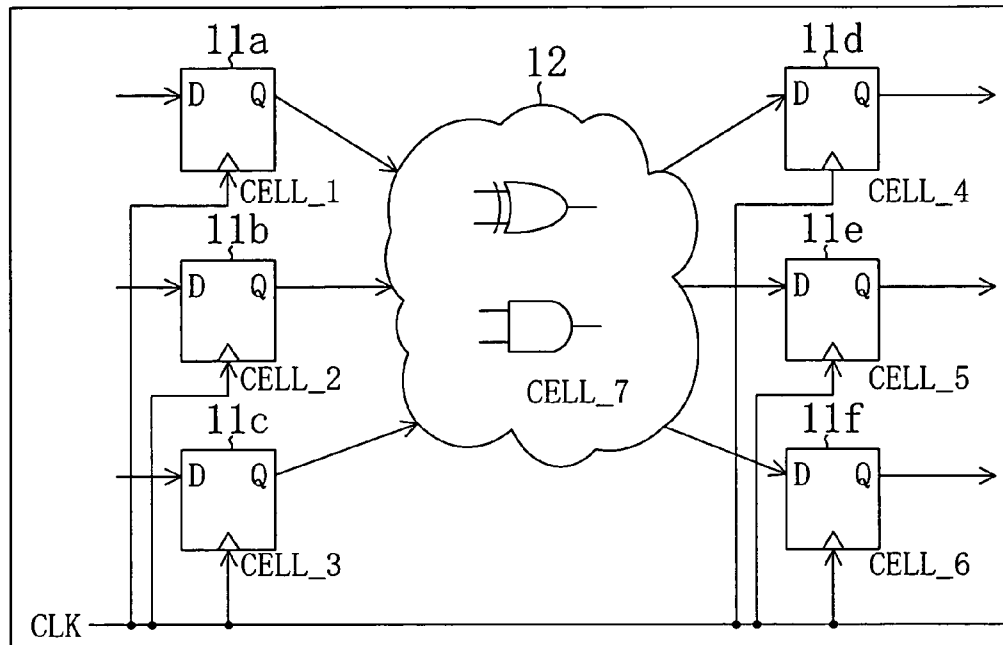 11a
D Q
CELL_1
11b
D Q
CELL_2
11c
D Q
CELL_3
12
CELL_7
11d
D Q
CELL_4
11e
D Q
CELL_5
11f
D Q
CELL_6
CLK